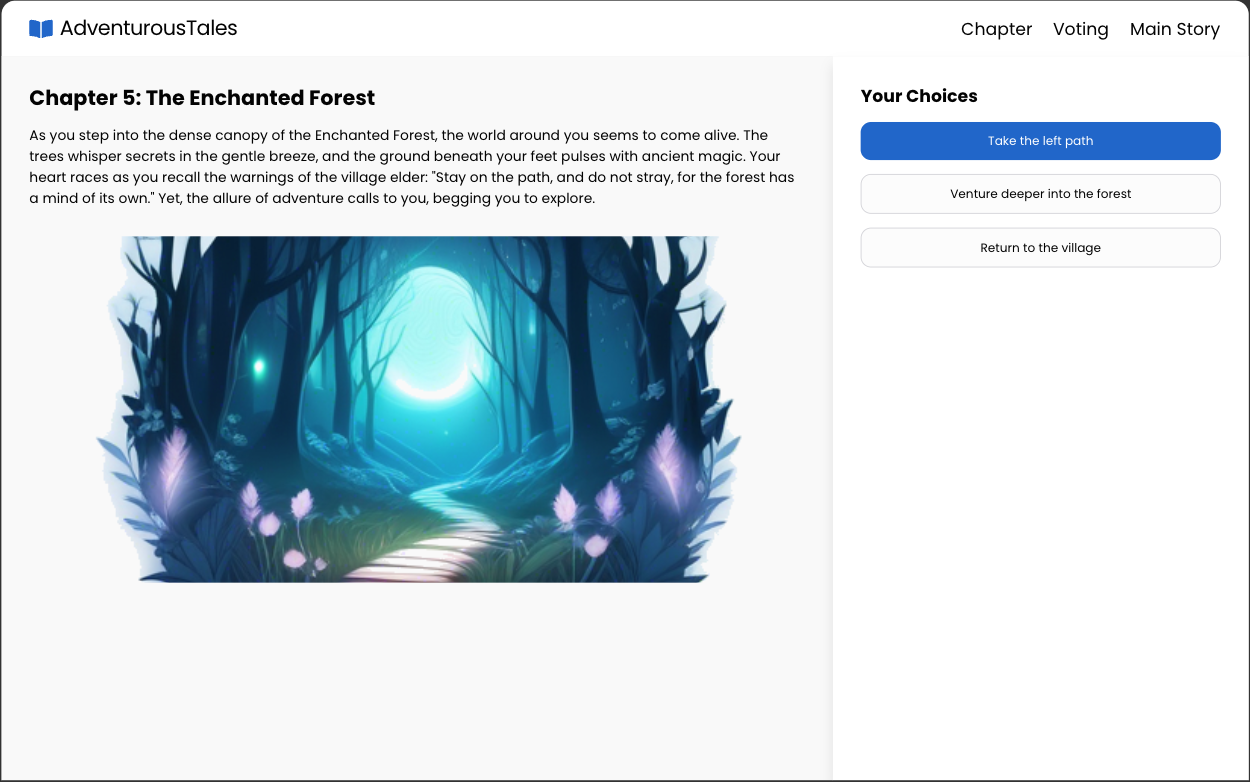 AdventurousTales
Chapter Voting Main Story
Chapter 5: The Enchanted Forest
As you step into the dense canopy of the Enchanted Forest, the world around you seems to come alive. The
trees whisper secrets in the gentle breeze, and the ground beneath your feet pulses with ancient magic. Your
heart races as you recall the warnings of the village elder: "Stay on the path, and do not stray, for the forest has
a mind of its own." Yet, the allure of adventure calls to you, begging you to explore.
Your Choices
Take the left path
Venture deeper into the forest
Return to the village